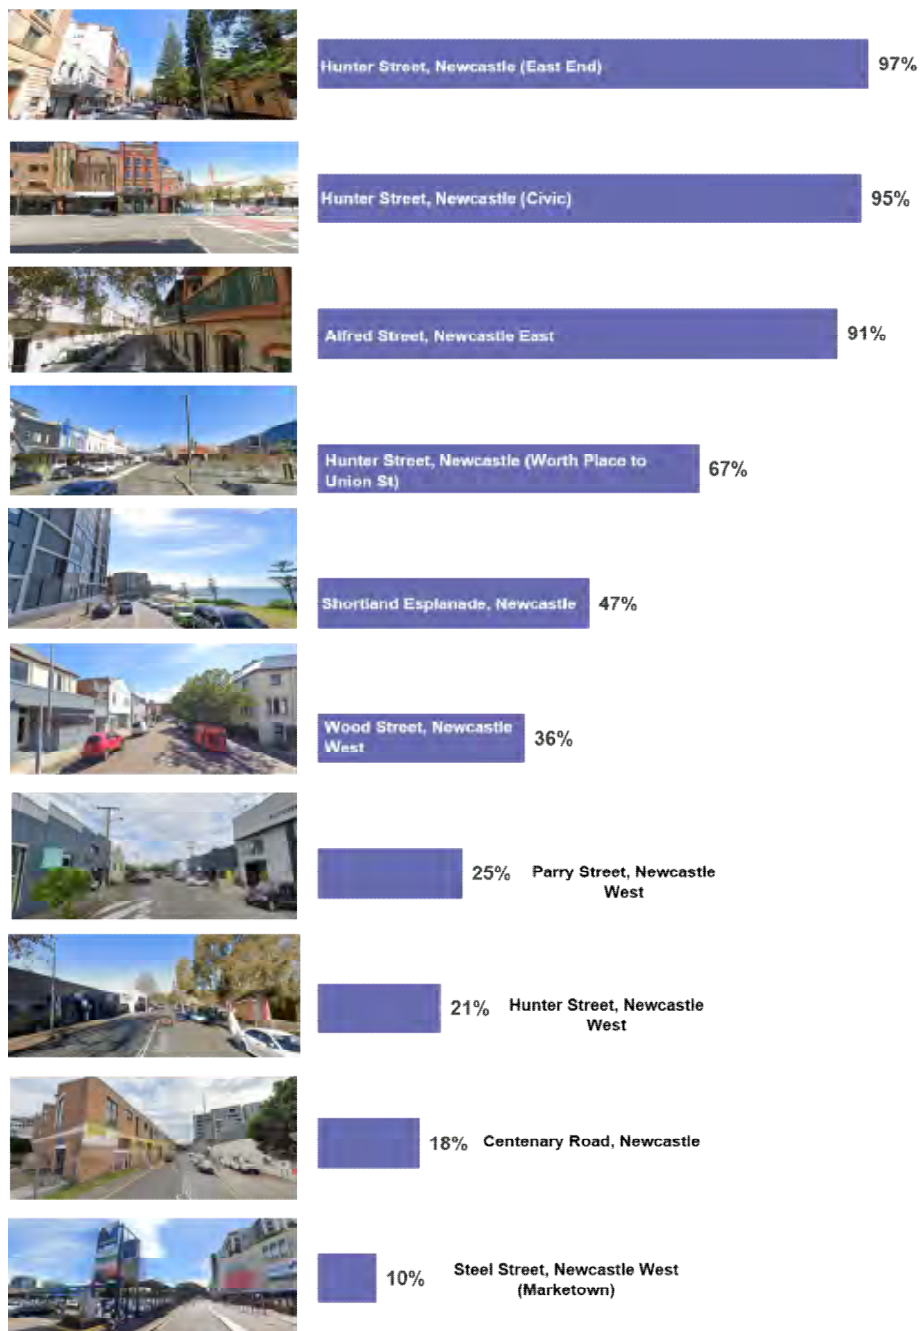 Hunter Street, Newcastle (East End)
97%
Hunter Street, Newcastle (Civic)
95%
Alfred Street, Newcastle East
91%
Hunter Street, Newcastle (Worth Place to
Union St)
67%
Shortland Esplanade, Newcastle
47%
Wood Street, Newcastle
West
36%
25%
Parry Street, Newcastle
West
21%
Hunter Street, Newcastle
West
18%
Centenary Road, Newcastle
10%
Steel Street, Newcastle West
(Marketown)